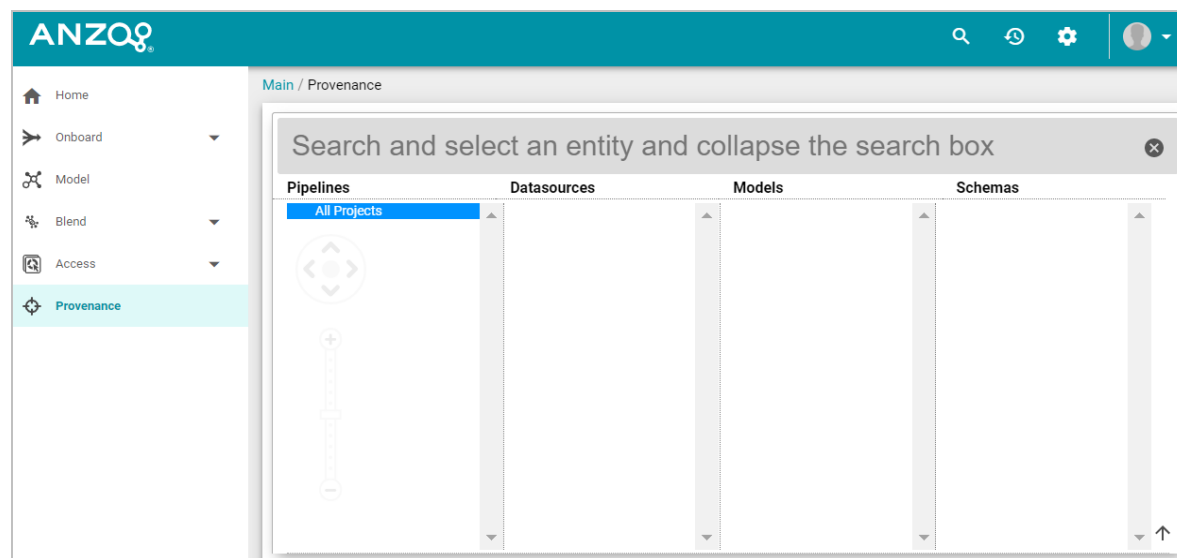 ANZO®
Main / Provenance
Home
Onboard
Model
Blend
Access
Provenance
Search and select an entity and collapse the search box
Pipelines Datasources Models Schemas
All Projects